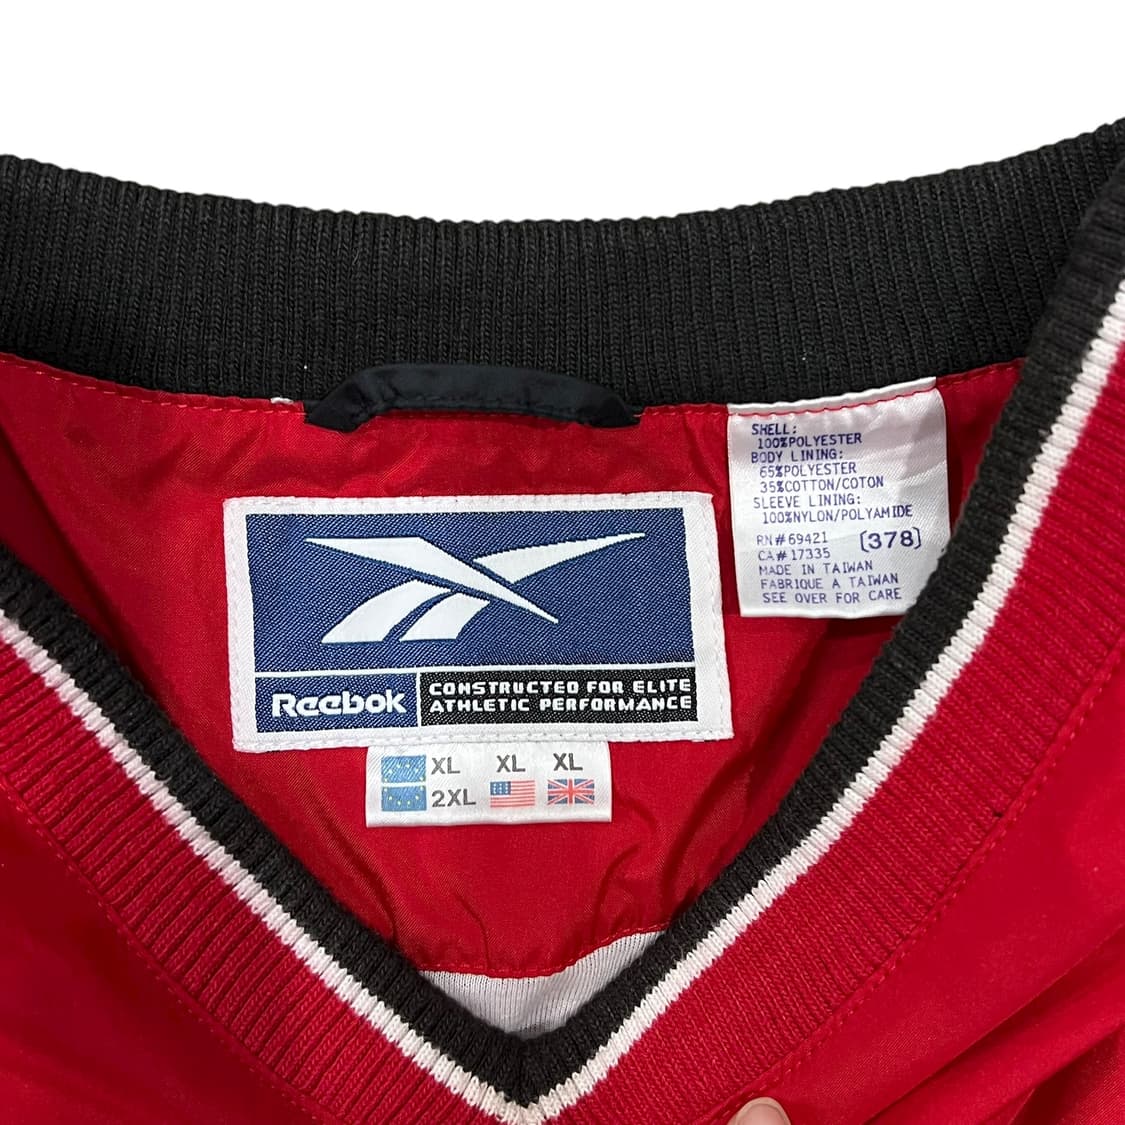 SHELL:
100%POLYESTER
BODY LINING:
65%POLYESTER
35%COTTON/COTON
SLEEVE LINING:
100%NYLON/POLYAMIDE
RN#69421 [378]
CA#17335
MADE IN TAIWAN
FABRIQUE A TAIWAN
SEE OVER FOR CARE
Reebok
CONSTRUCTED FOR ELITE
ATHLETIC PERFORMANCE
XL XL XL
2XL